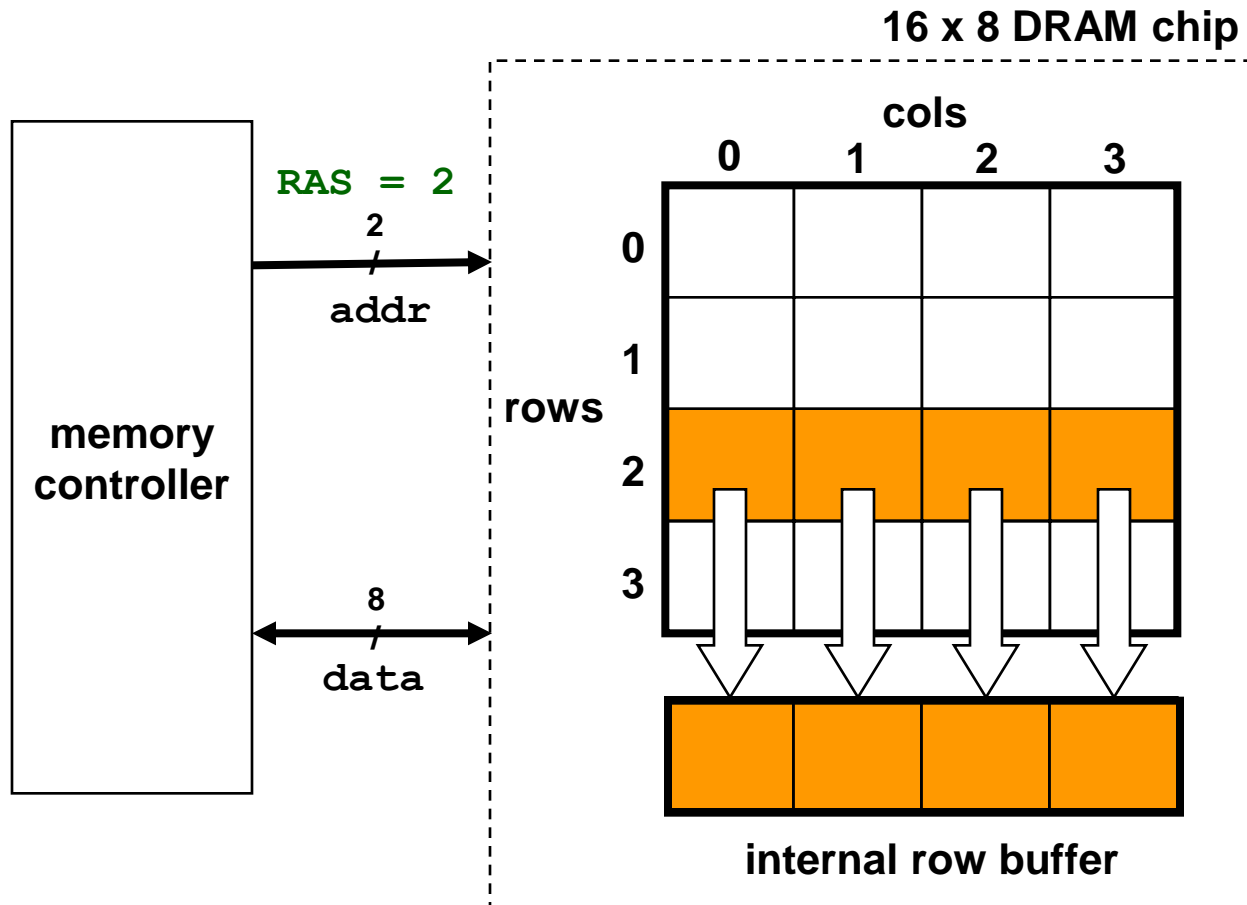 16 x 8 DRAM chip
cols
0 1 2 3
RAS = 2
2
/
addr
0
1
rows
2
3
memory
controller
8
/
data
internal row buffer